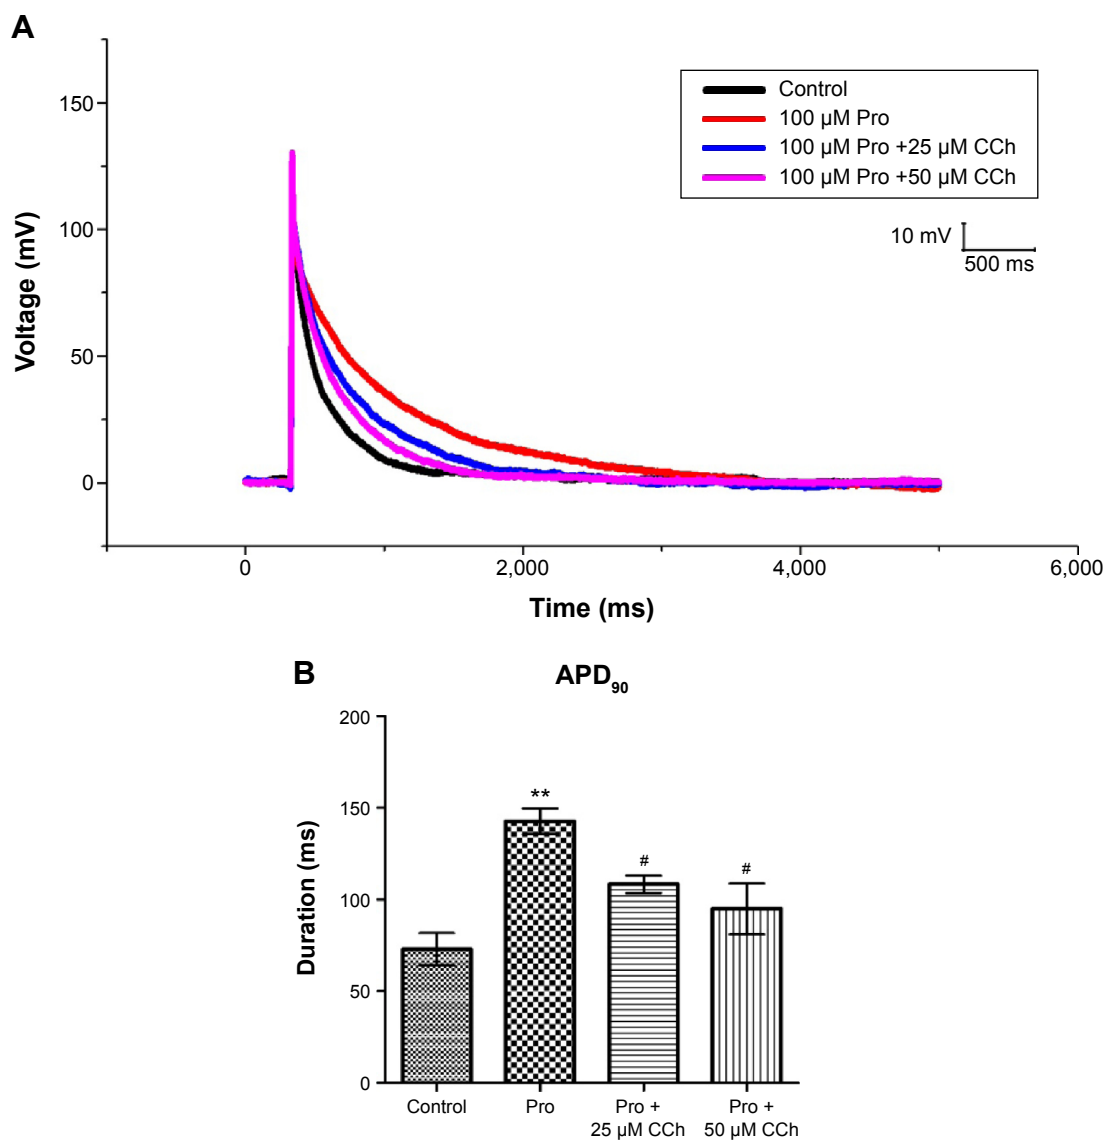 A
Voltage (mV)
150
100
50
0
Control
100 µM Pro
100 µM Pro +25 µM CCh
100 µM Pro +50 µM CCh
10 mV
500 ms
0
2,000
4,000
6,000
Time (ms)
B
APD90
Duration (ms)
200
150
100
50
0
**
#
#
Control
Pro
Pro +
25 µM CCh
Pro +
50 µM CCh